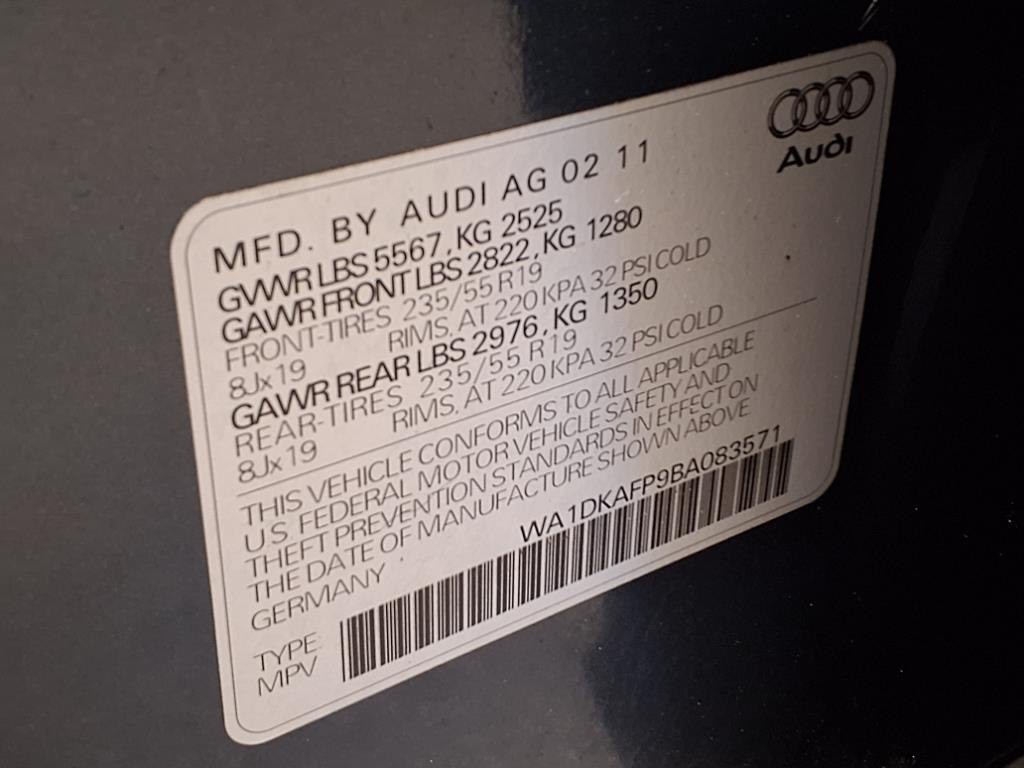 Audi
MFD. BY AUDI AG 02 11
GVWR LBS 5567, KG 2525
GAWR FRONT LBS 2822, KG 1280
FRONT-TIRES 235/55 R19
8Jx19 RIMS, AT 220 KPA 32 PSI COLD
GAWR REAR LBS 2976, KG 1350
REAR-TIRES 235/55 R19
8Jx19 RIMS, AT 220 KPA 32 PSI COLD
THIS VEHICLE CONFORMS TO ALL APPLICABLE
U.S. FEDERAL MOTOR VEHICLE SAFETY AND
THEFT PREVENTION STANDARDS IN EFFECT ON
THE DATE OF MANUFACTURE SHOWN ABOVE
GERMANY WA1DKAFP9BA083571
TYPE:
MPV